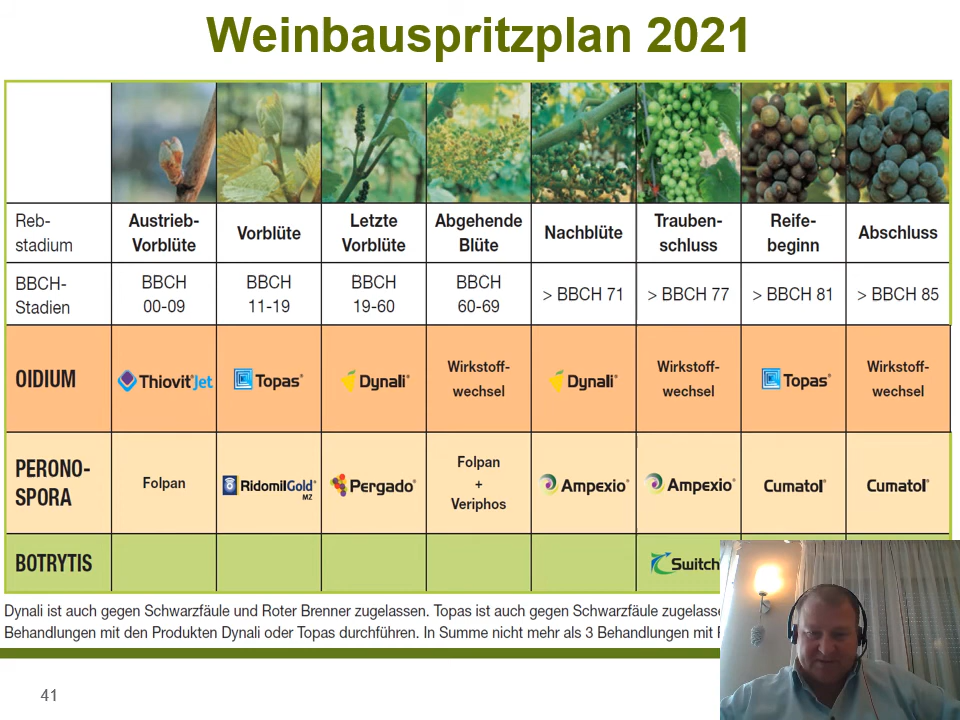 Weinbauspritzplan 2021
Reb-
stadium
Austrieb-
Vorblüte
Vorblüte
Letzte
Vorblüte
Abgehende
Blüte
Nachblüte
Trauben-
schluss
Reife-
beginn
Abschluss
BBCH-
Stadien
BBCH
00-09
BBCH
11-19
BBCH
19-60
BBCH
60-69
> BBCH 71
> BBCH 77
> BBCH 81
> BBCH 85
OIDIUM
Thiovit® Jet
Topas®
Dynali®
Wirkstoff-
wechsel
Dynali®
Wirkstoff-
wechsel
Topas®
Wirkstoff-
wechsel
PERONO-
SPORA
Folpan
RidomilGold®
MZ
Pergado®
Folpan
+
Veriphos
Ampexio®
Ampexio®
Cumatol®
Cumatol®
BOTRYTIS
Switch
Dynali ist auch gegen Schwarzfäule und Roter Brenner zugelassen. Topas ist auch gegen Schwarzfäule
Behandlungen mit den Produkten Dynali oder Topas durchführen. In Summe nicht mehr als 3 Behandlungen mit
41